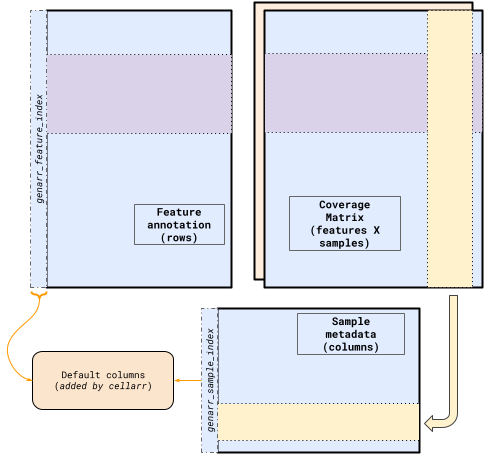 genarr_feature_index
Feature
annotation
(rows)
Coverage
Matrix
(features X
samples)
genarr_sample_index
Sample
metadata
(columns)
Default columns
(added by cellarr)